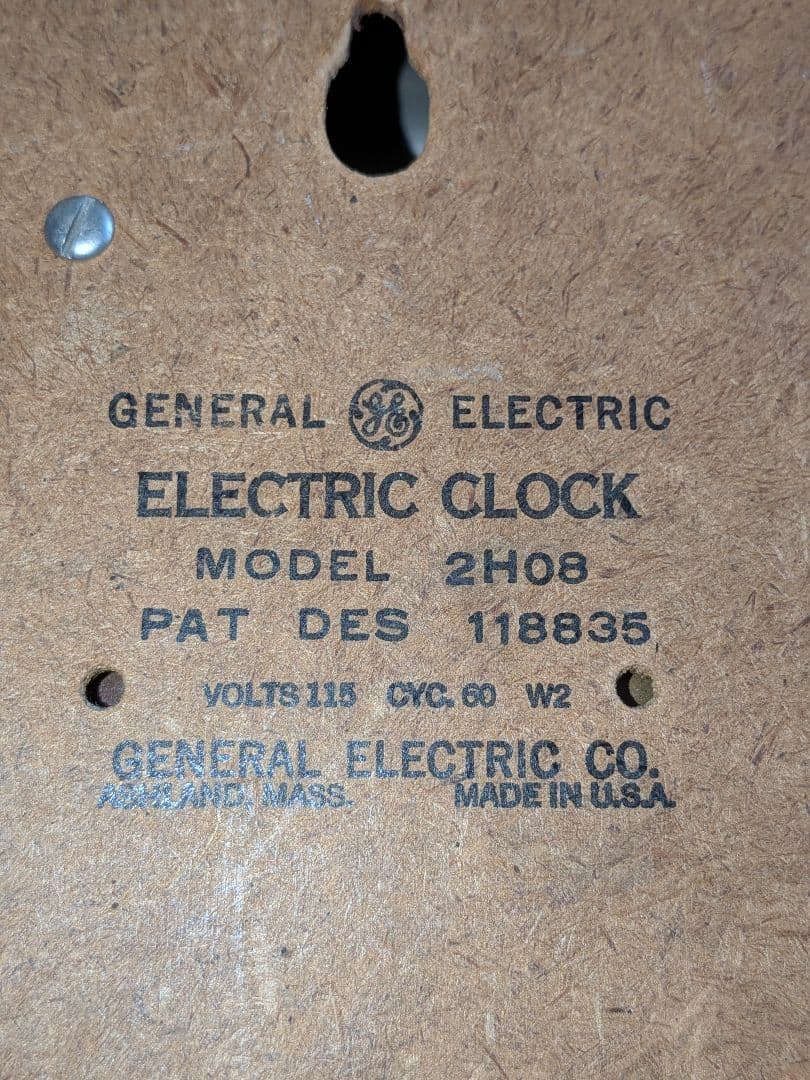 GENERAL GE ELECTRIC
ELECTRIC CLOCK
MODEL 2H08
PAT DES 118835
VOLTS 115 CYC. 60 W2
GENERAL ELECTRIC CO.
ASHLAND, MASS. MADE IN U.S.A.